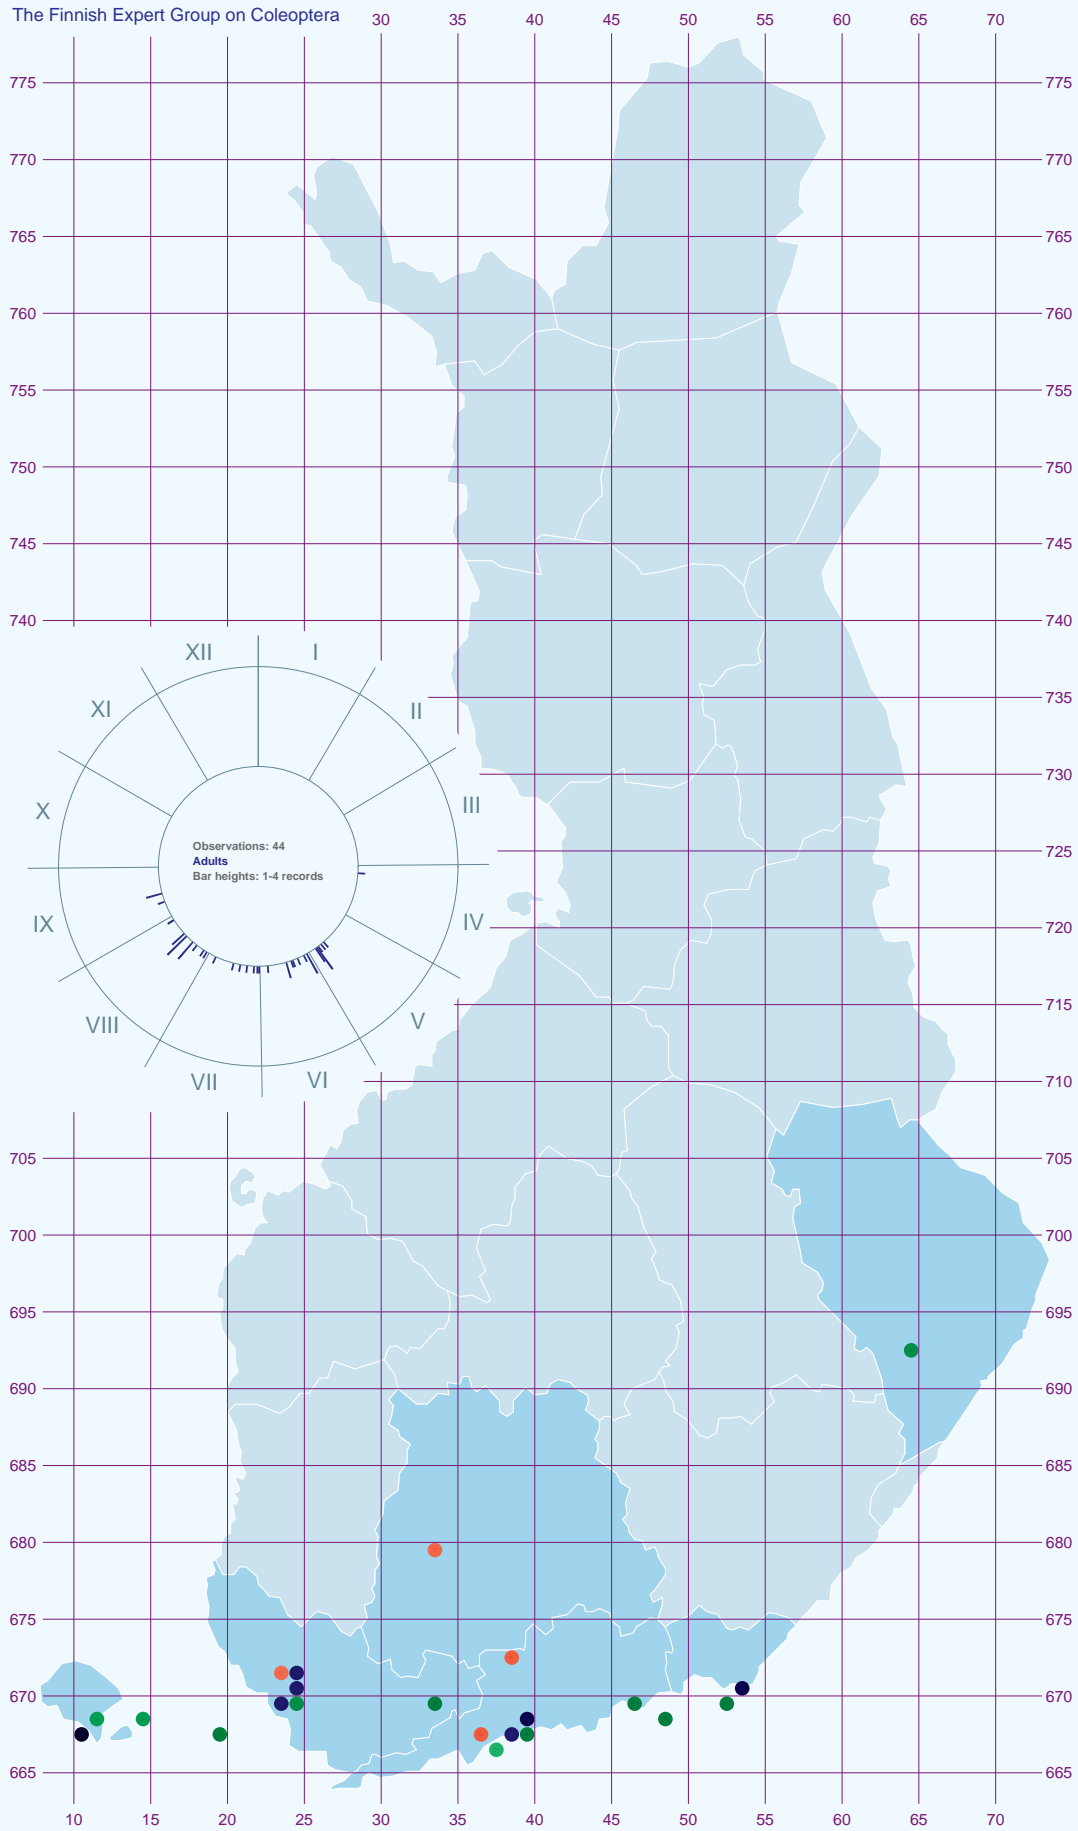 The Finnish Expert Group on Coleoptera 30 35 40 45 50 55 60 65 70
775 775
770 770
765 765
760 760
755 755
750 750
745 745
740 740
XII I
735
XI II
730
X III
725
Observations: 44
Adults
Bar heights: 1-4 records
IX IV
720
715
VIII V
VII VI
710
705 705
700 700
695 695
690 690
685 685
680 680
675 675
670 670
665 665
10 15 20 25 30 35 40 45 50 55 60 65 70